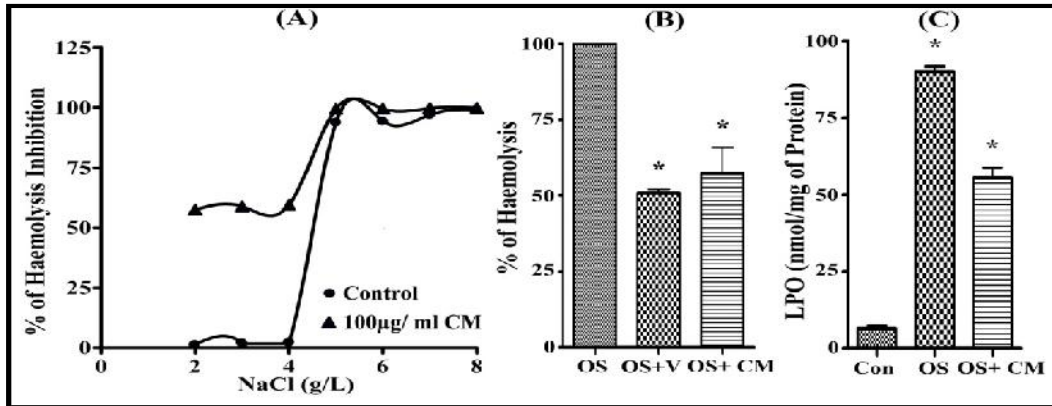 (A)
% of Haemolysis Inhibition
125
100
75
50
25
0
0 2 4 6 8
NaCl (g/L)
Control
100µg/ ml CM
(B)
% of Haemolysis
100
75
50
25
0
*
*
OS OS+V OS+ CM
(C)
LPO (nmol/mg of Protein)
100
75
50
25
0
*
*
Con OS OS+ CM